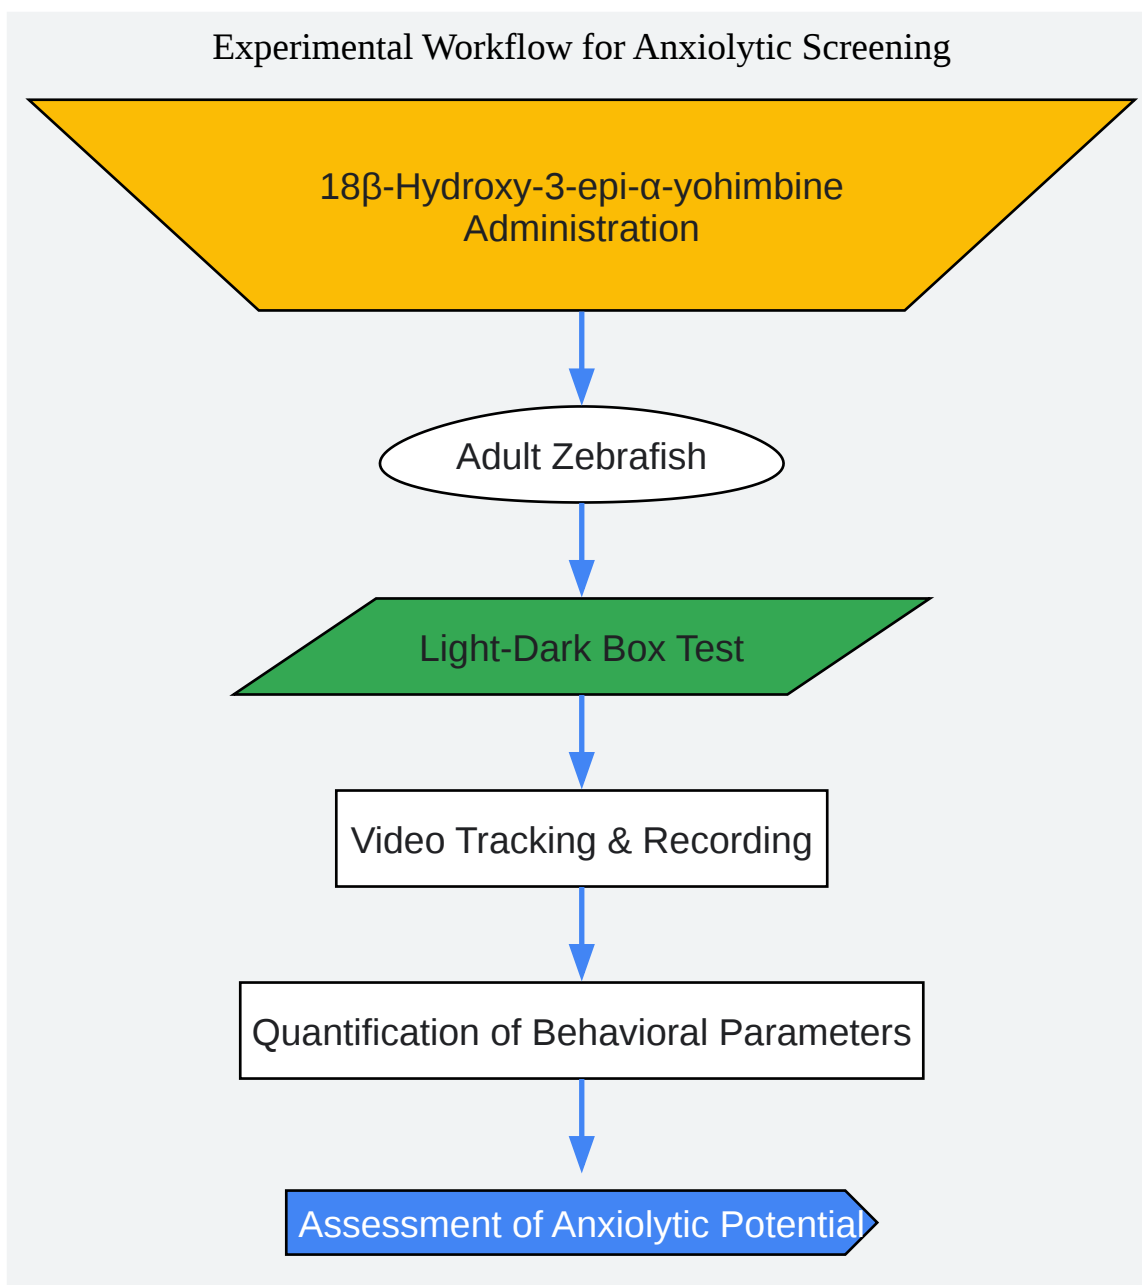 Experimental Workflow for Anxiolytic Screening
18β-Hydroxy-3-epi-α-yohimbine
Administration
Adult Zebrafish
Light-Dark Box Test
Video Tracking & Recording
Quantification of Behavioral Parameters
Assessment of Anxiolytic Potential